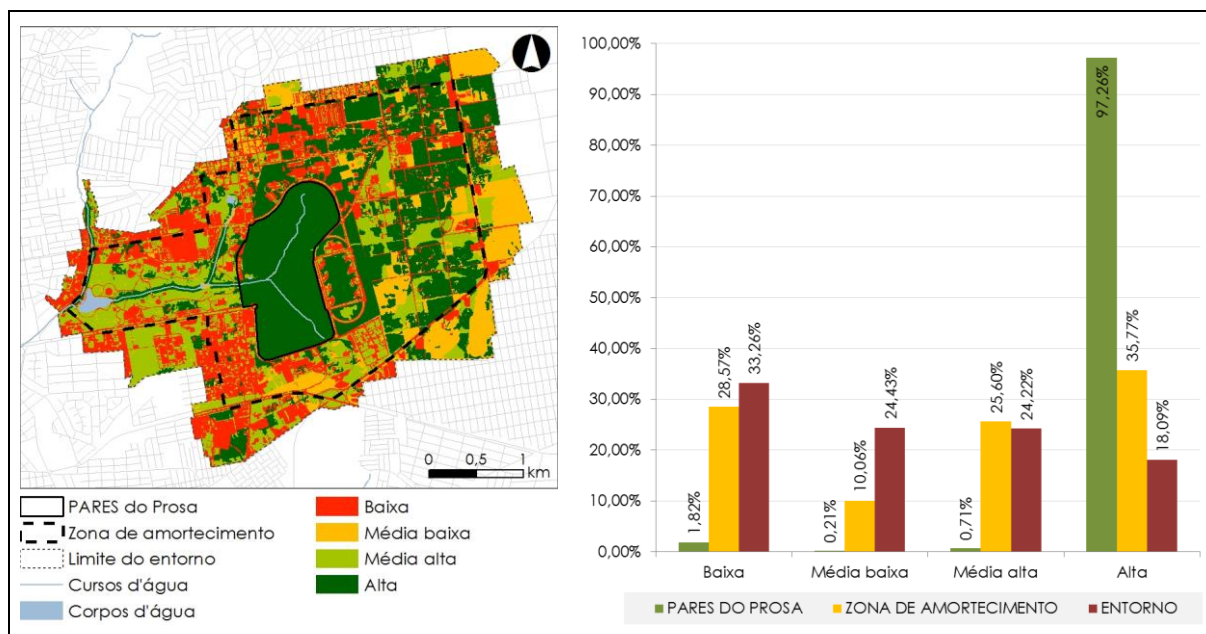 0 0,5 1
km
PARES do Prosa
Zona de amortecimento
Limite do entorno
Cursos d'água
Corpos d'água
Baixa
Média baixa
Média alta
Alta
100,00%
90,00%
80,00%
70,00%
60,00%
50,00%
40,00%
30,00%
20,00%
10,00%
0,00%
1,82%
28,57%
33,26%
0,21%
10,06%
24,43%
0,71%
25,60%
24,22%
97,26%
35,77%
18,09%
Baixa Média baixa Média alta Alta
PARES DO PROSA ZONA DE AMORTECIMENTO ENTORNO